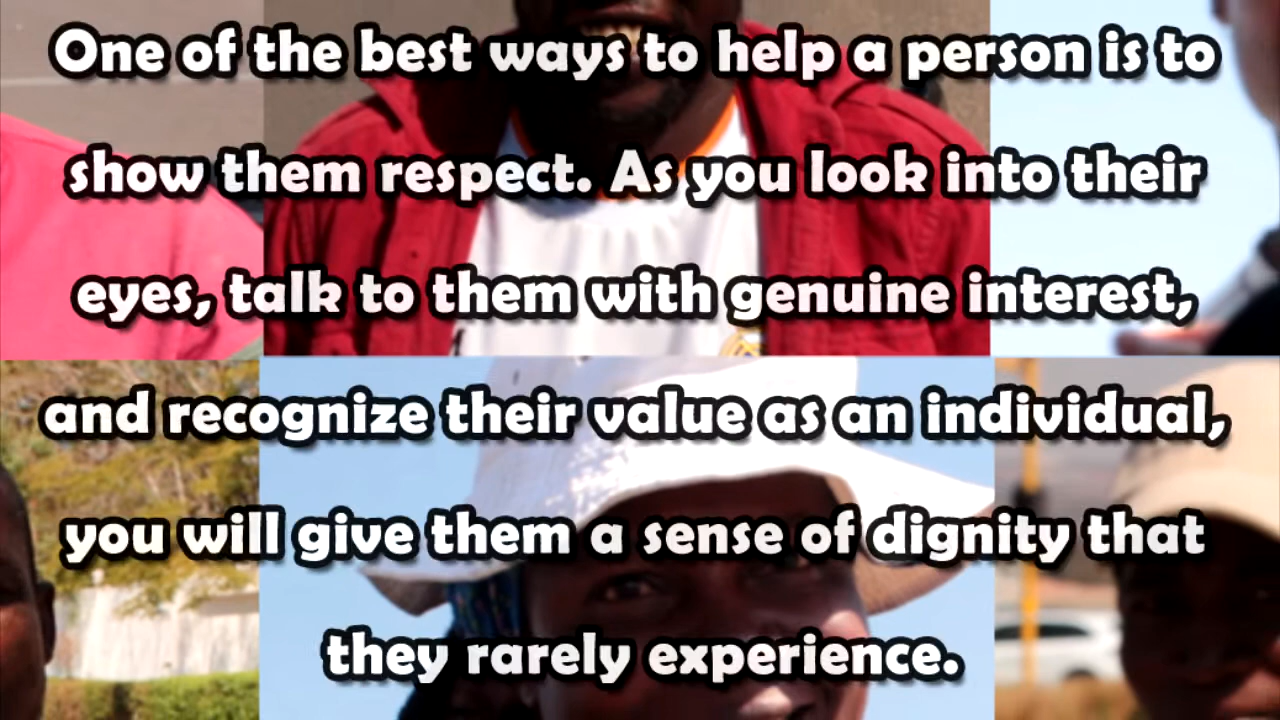 One of the best ways to help a person is to
show them respect. As you look into their
eyes, talk to them with genuine interest,
and recognize their value as an individual,
you will give them a sense of dignity that
they rarely experience.